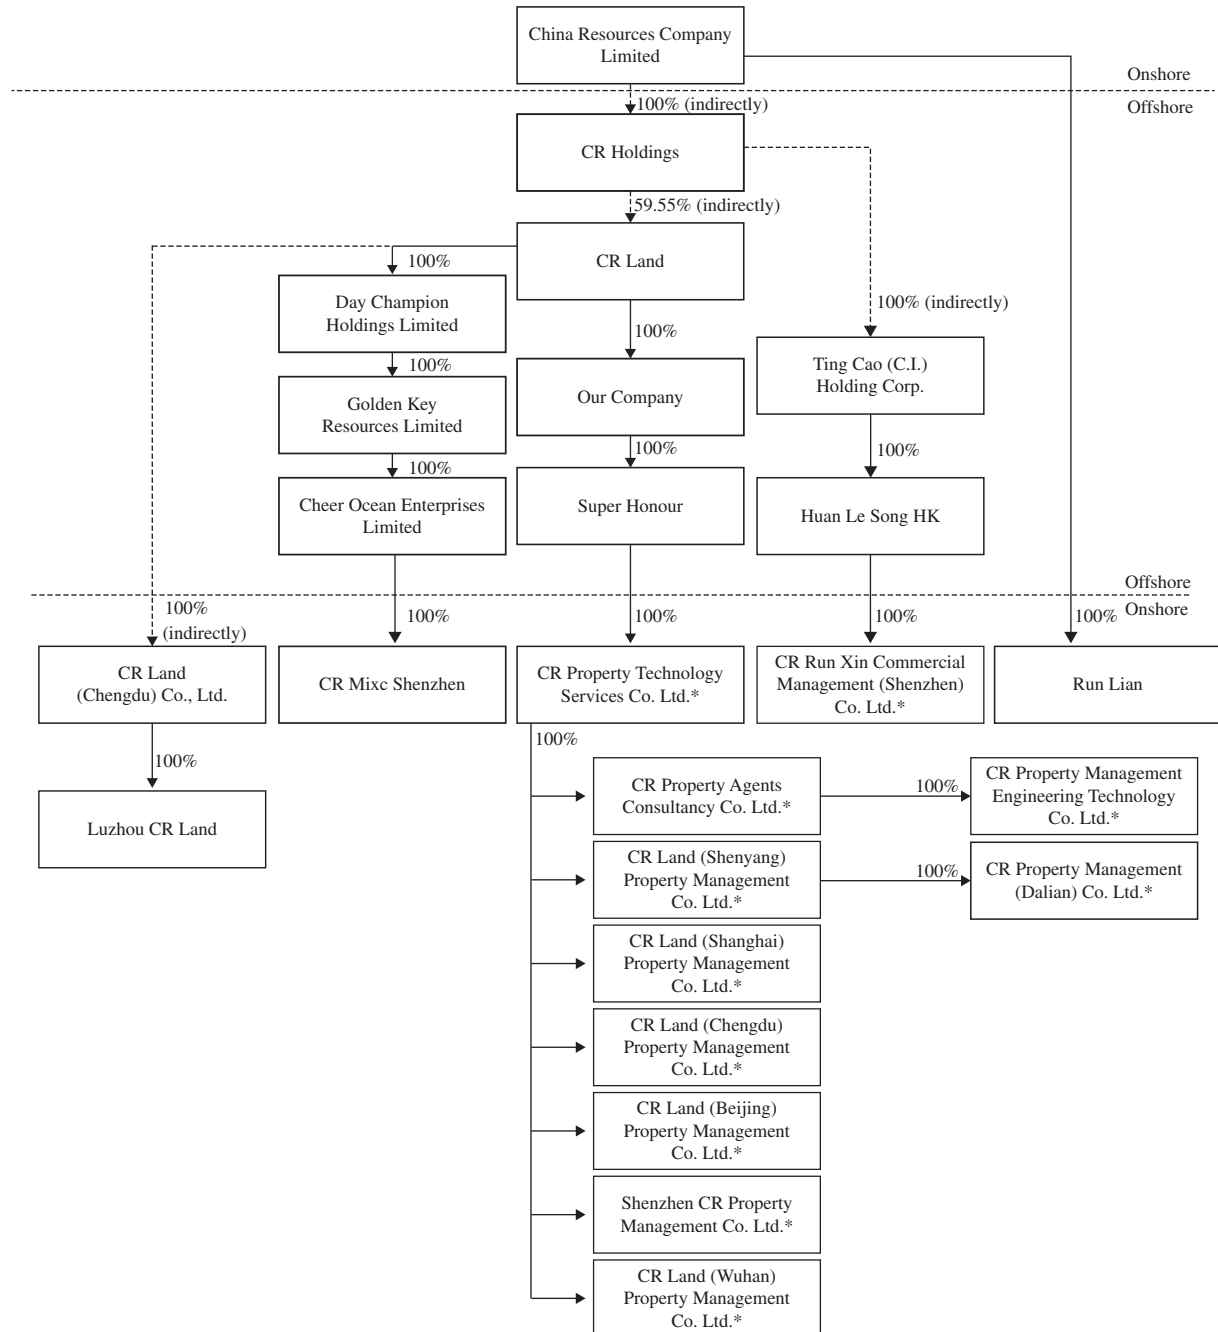 China Resources Company
Limited
Onshore
Offshore
100% (indirectly)
CR Holdings
59.55% (indirectly)
CR Land
100%
100% (indirectly)
Day Champion
Holdings Limited
100%
100%
Ting Cao (C.I.)
Holding Corp.
Golden Key
Resources Limited
Our Company
100%
100%
100%
Cheer Ocean Enterprises
Limited
Super Honour
Huan Le Song HK
Offshore
Onshore
100%
(indirectly)
100%
100%
100%
100%
CR Land
(Chengdu) Co., Ltd.
CR Mixc Shenzhen
CR Property Technology
Services Co. Ltd.*
CR Run Xin Commercial
Management (Shenzhen)
Co. Ltd.*
Run Lian
100%
100%
Luzhou CR Land
CR Property Agents
Consultancy Co. Ltd.*
100%
CR Property Management
Engineering Technology
Co. Ltd.*
CR Land (Shenyang)
Property Management
Co. Ltd.*
100%
CR Property Management
(Dalian) Co. Ltd.*
CR Land (Shanghai)
Property Management
Co. Ltd.*
CR Land (Chengdu)
Property Management
Co. Ltd.*
CR Land (Beijing)
Property Management
Co. Ltd.*
Shenzhen CR Property
Management Co. Ltd.*
CR Land (Wuhan)
Property Management
Co. Ltd.*